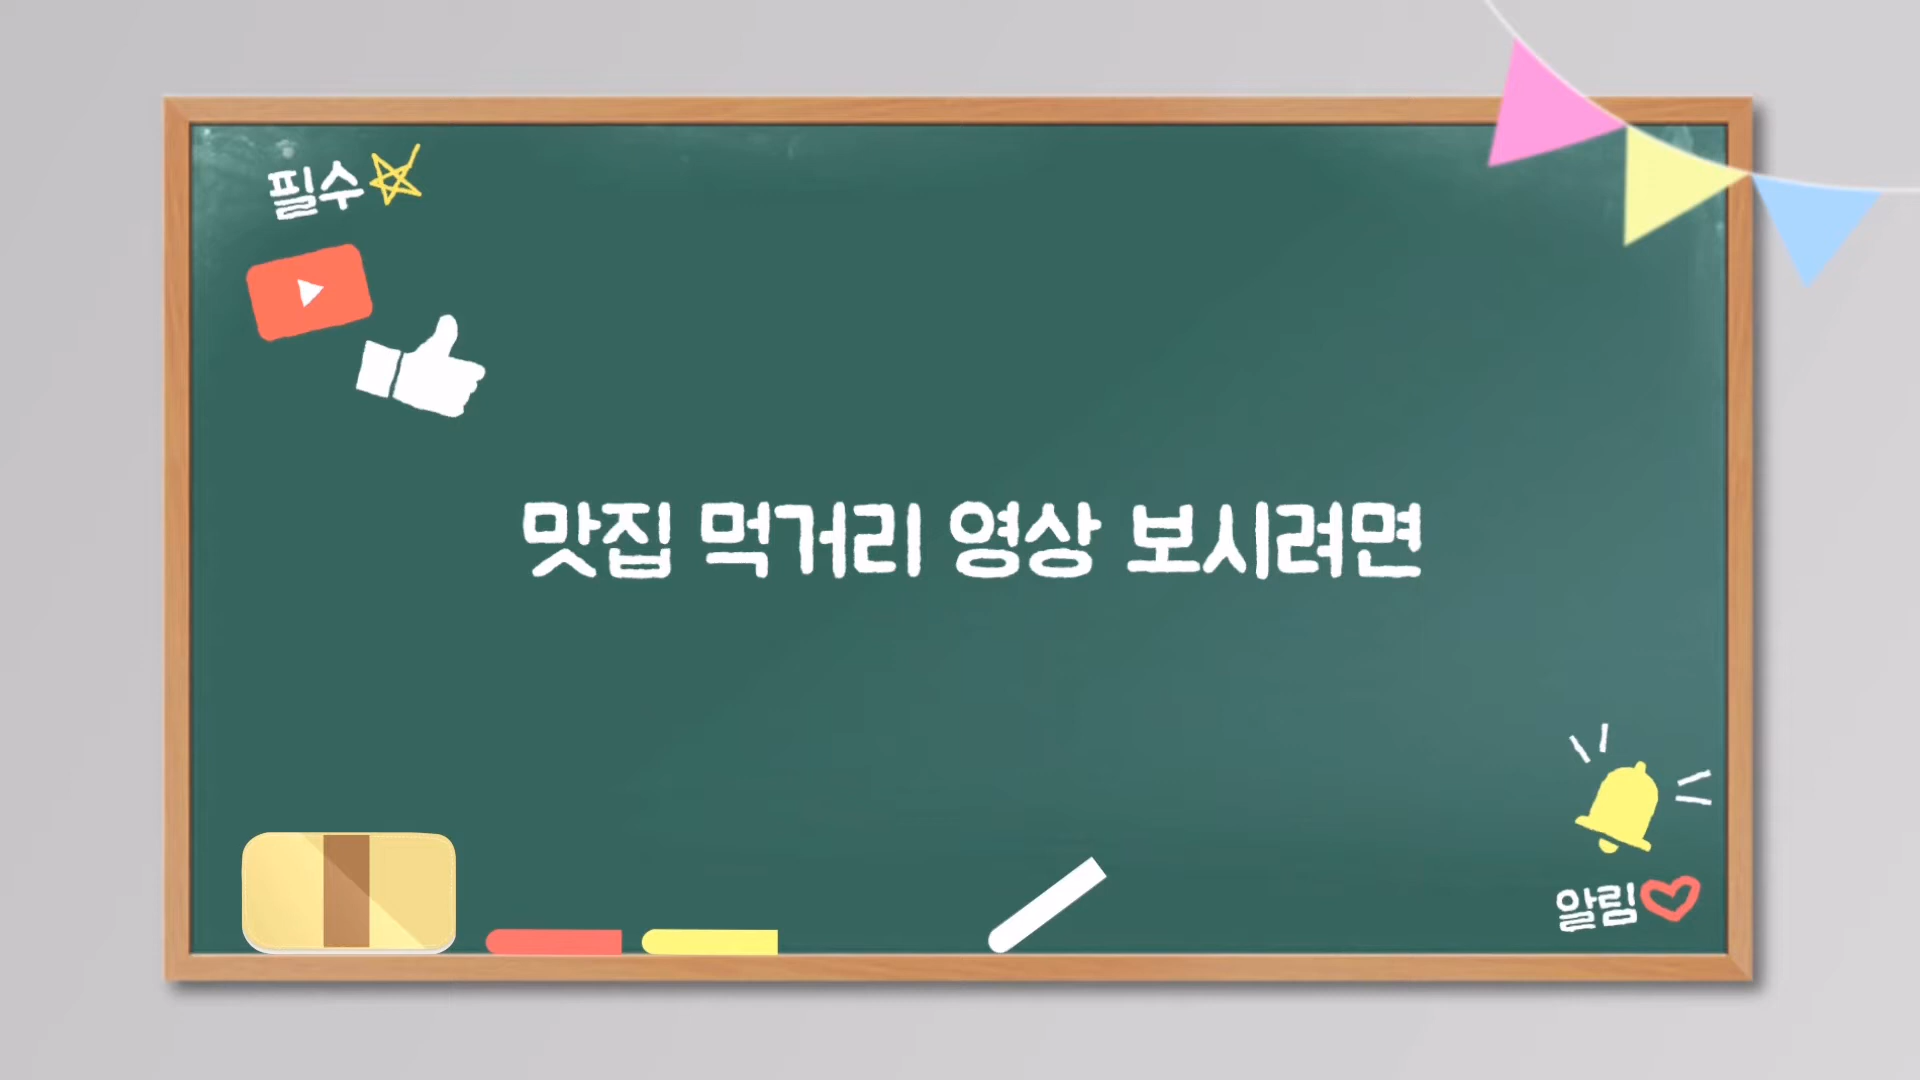 필수
맛집 먹거리 영상 보시려면
알림